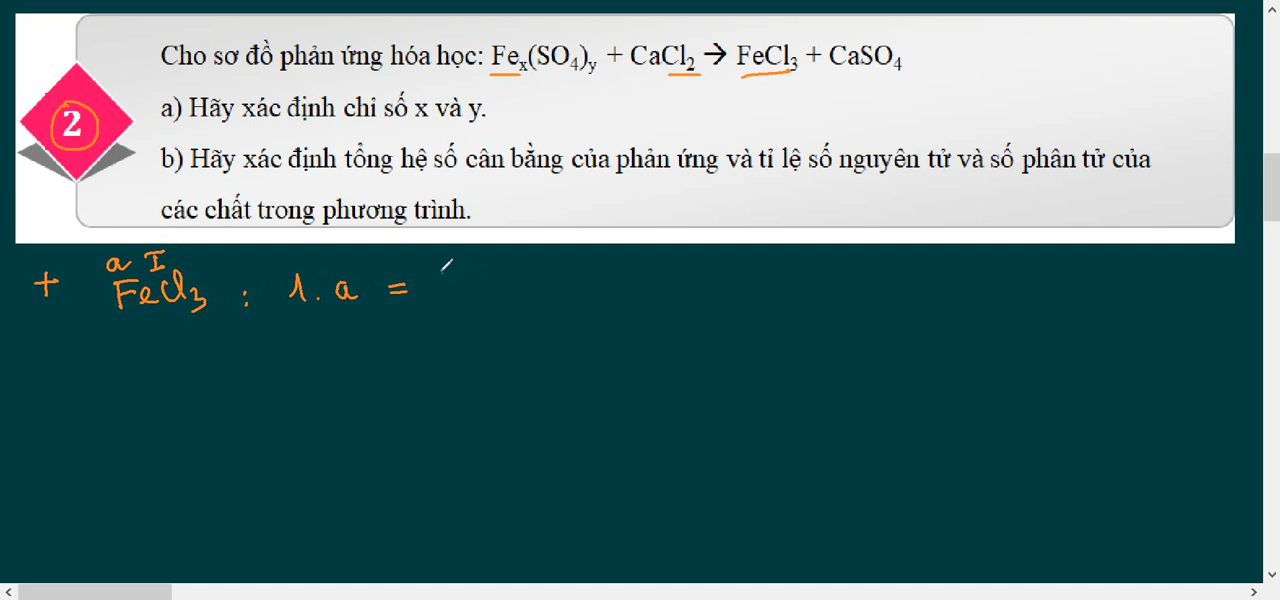 Cho sơ đồ phản ứng hóa học: Feₓ(SO₄)ᵧ + CaCl₂ → FeCl₃ + CaSO₄
2
a) Hãy xác định chỉ số x và y.
b) Hãy xác định tổng hệ số cân bằng của phản ứng và tỉ lệ số nguyên tử và số phân tử của
các chất trong phương trình.
a I
+ FeCl₃ : 1. a =